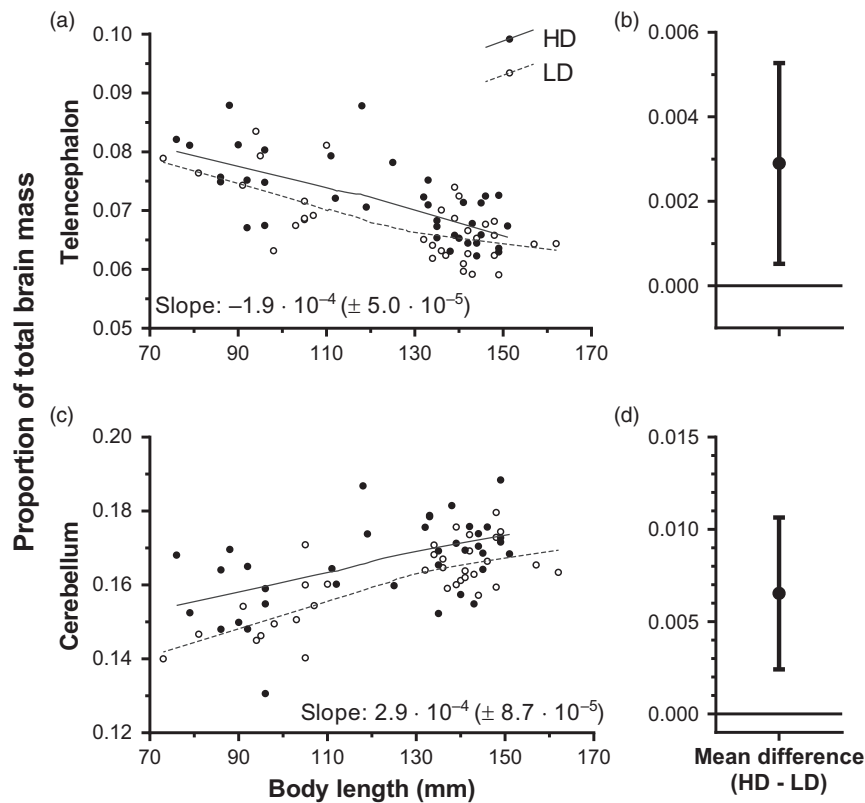 (a)
(b)
HD
LD
0.10
0.09
0.08
0.07
0.06
0.05
Telencephalon
Slope: –1.9 · 10–4 (± 5.0 · 10–5)
70 90 110 130 150 170
0.006
0.004
0.002
0.000
Proportion of total brain mass
(c)
(d)
0.20
0.18
0.16
0.14
0.12
Cerebellum
Slope: 2.9 · 10–4 (± 8.7 · 10–5)
70 90 110 130 150 170
Body length (mm)
0.015
0.010
0.005
0.000
Mean difference
(HD - LD)